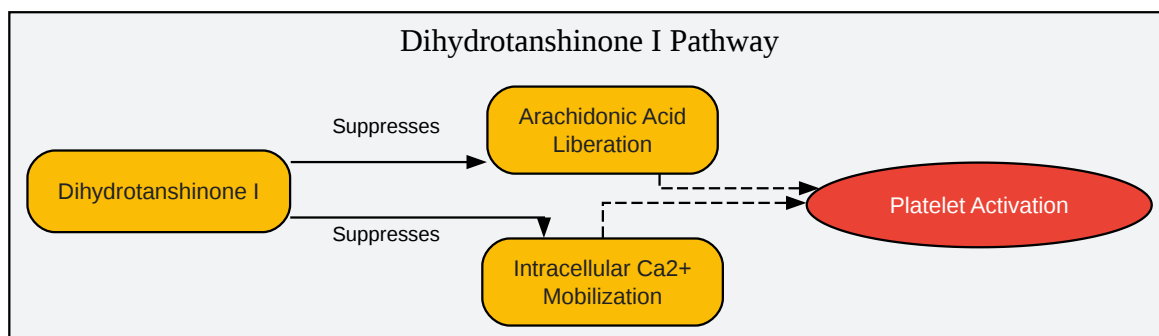 Dihydrotanshinone I Pathway
Suppresses
Arachidonic Acid
Liberation
Dihydrotanshinone I
Suppresses
Intracellular Ca2+
Mobilization
Platelet Activation